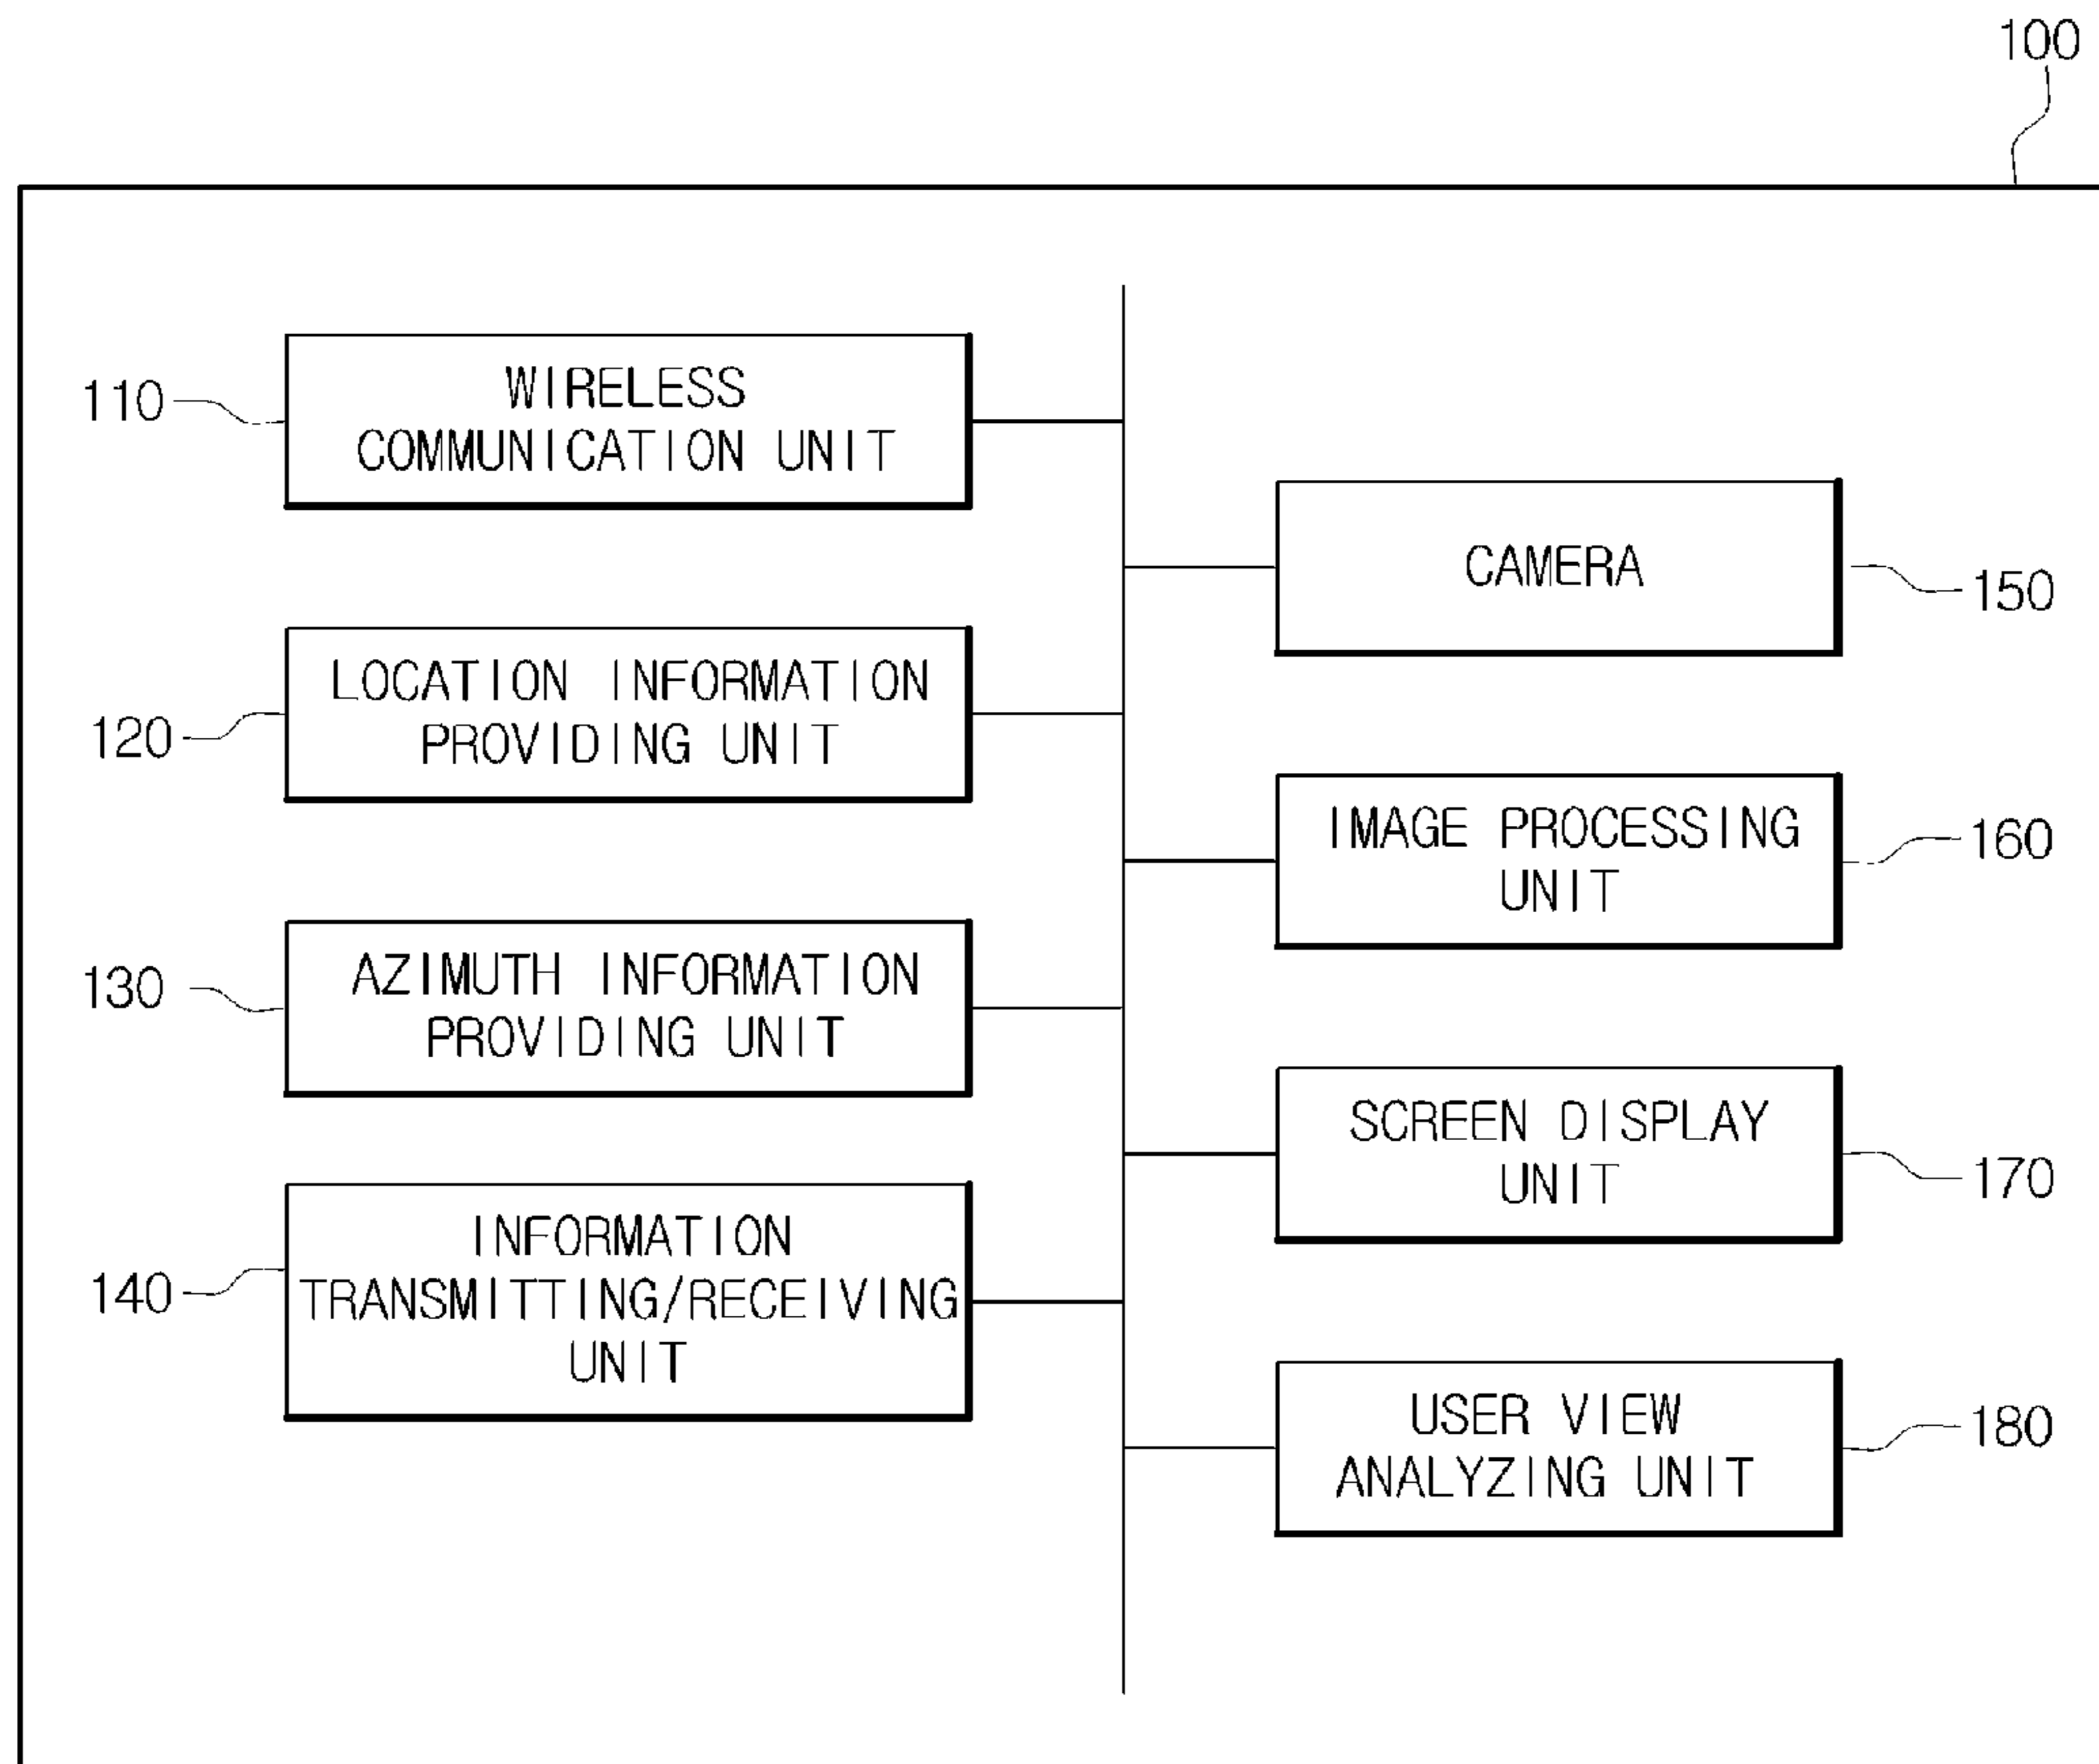 100
110
WIRELESS
COMMUNICATION UNIT
120
LOCATION INFORMATION
PROVIDING UNIT
130
AZIMUTH INFORMATION
PROVIDING UNIT
140
INFORMATION
TRANSMITTING/RECEIVING
UNIT
CAMERA
150
IMAGE PROCESSING
UNIT
160
SCREEN DISPLAY
UNIT
170
USER VIEW
ANALYZING UNIT
180